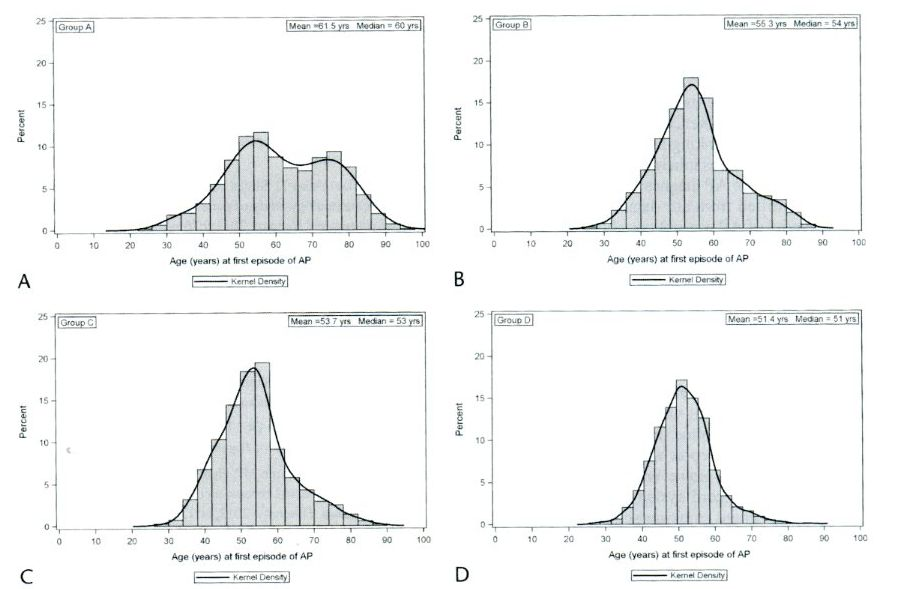 Group A
Mean =61.5 yrs Median = 60 yrs
25
20
15
10
5
0
Percent
0 10 20 30 40 50 60 70 80 90 100
Age (years) at first episode of AP
Kernel Density
A
Group B
Mean =55.3 yrs Median = 54 yrs
25
20
15
10
5
0
Percent
0 10 20 30 40 50 60 70 80 90 100
Age (years) at first episode of AP
Kernel Density
B
Group C
Mean =53.7 yrs Median = 53 yrs
25
20
15
10
5
0
Percent
0 10 20 30 40 50 60 70 80 90 100
Age (years) at first episode of AP
Kernel Density
C
Group D
Mean =51.4 yrs Median = 51 yrs
25
20
15
10
5
0
Percent
0 10 20 30 40 50 60 70 80 90 100
Age (years) at first episode of AP
Kernel Density
D